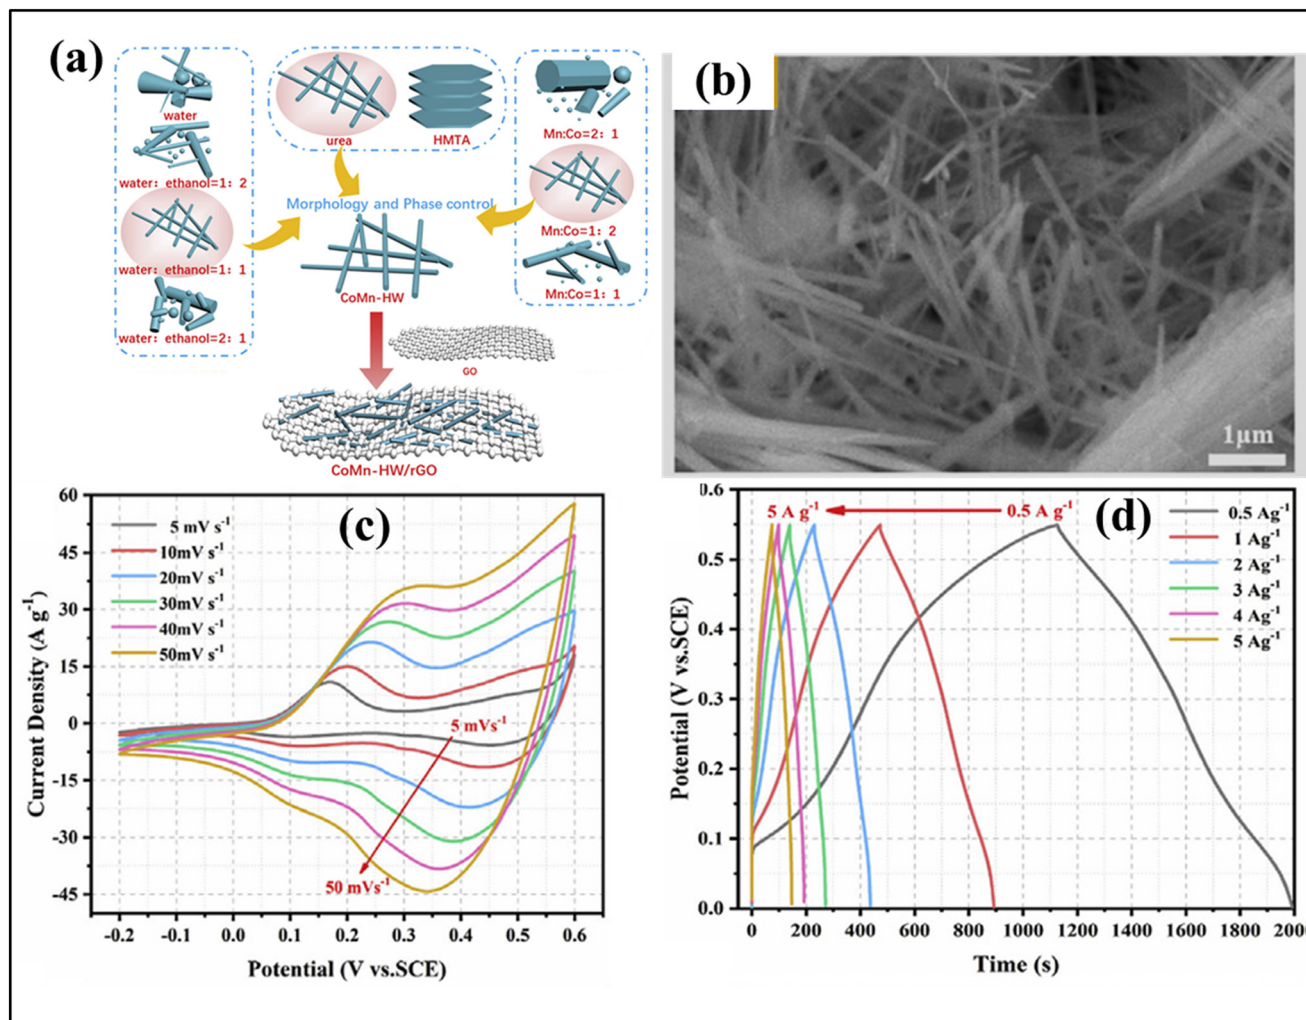 (a)
water
water: ethanol=1: 2
water: ethanol=1: 1
water: ethanol=2: 1
urea
HMTA
Mn:Co=2: 1
Mn:Co=1: 2
Mn:Co=1: 1
Morphology and Phase control
CoMn-HW
GO
CoMn-HW/rGO
(b)
1μm
(c)
5 mV s⁻¹
10mV s⁻¹
20mV s⁻¹
30mV s⁻¹
40mV s⁻¹
50mV s⁻¹
5 mVs⁻¹
50 mVs⁻¹
Current Density (A g⁻¹)
60
45
30
15
0
-15
-30
-45
-0.2 -0.1 0.0 0.1 0.2 0.3 0.4 0.5 0.6
Potential (V vs.SCE)
(d)
5 A g⁻¹
0.5 A g⁻¹
0.5 Ag⁻¹
1 Ag⁻¹
2 Ag⁻¹
3 Ag⁻¹
4 Ag⁻¹
5 Ag⁻¹
Potential (V vs.SCE)
0.6
0.5
0.4
0.3
0.2
0.1
0.0
0 200 400 600 800 1000 1200 1400 1600 1800 200
Time (s)